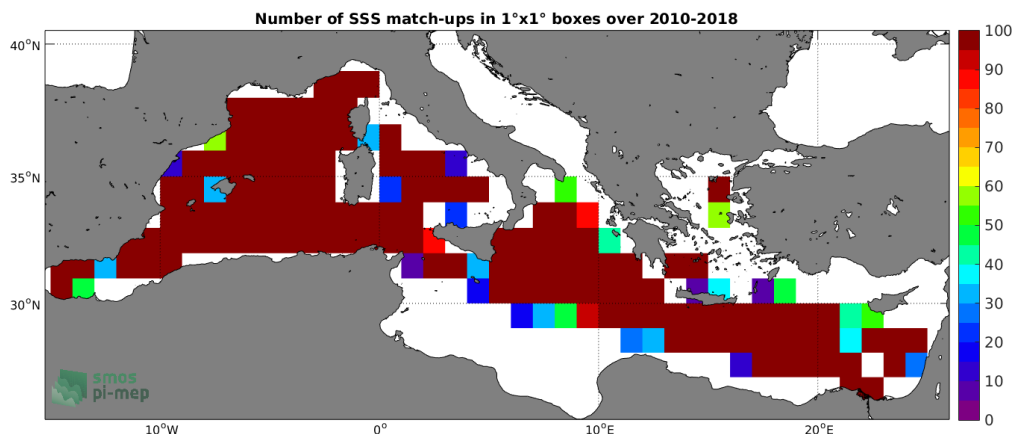 Number of SSS match-ups in 1°x1° boxes over 2010-2018
40°N
35°N
30°N
10°W
0°
10°E
20°E
100
90
80
70
60
50
40
30
20
10
0
smos
pi-mep